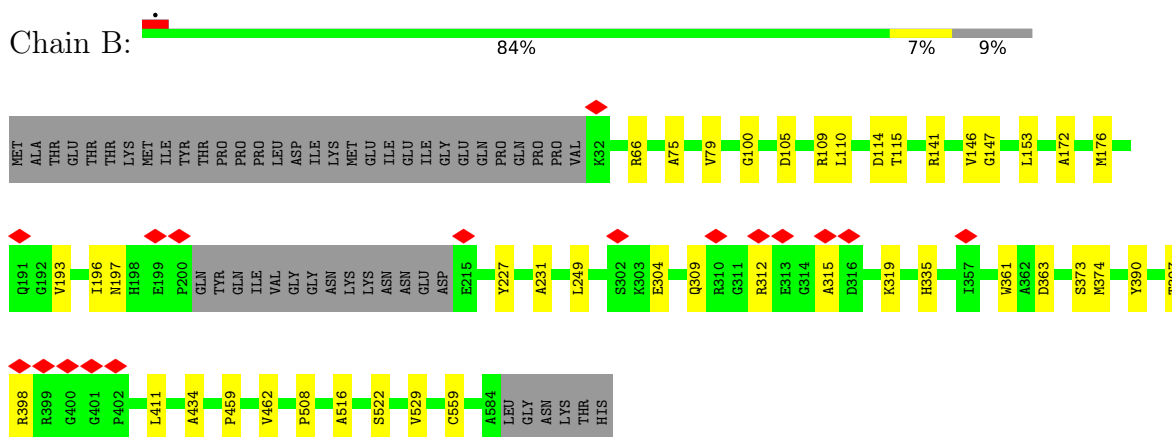 Chain B:
84% 7% 9%
MET ALA THR GLU THR THR LYS MET ILE TYR THR PRO PRO PRO LEU ASP ILE LYS MET GLU ILE GLU ILE GLY GLU GLN PRO GLN PRO PRO VAL K32 R66 A75 V79 G100 D105 R109 L110 D114 T115 R141 V146 G147 L153 A172 M176
Q191 G192 V193 I196 N197 H198 E199 P200 GLN TYR GLN ILE VAL GLY GLY ASN LYS LYS ASN ASN GLU ASP E215 Y227 A231 L249 S302 K303 E304 Q309 R310 G311 R312 E313 G314 A315 D316 K319 H335 I357 W361 A362 D363 S373 M374 Y390
R398 R399 G400 G401 P402 L411 A434 P459 V462 P508 A516 S522 V529 C559 A584 LEU GLY ASN LYS THR HIS